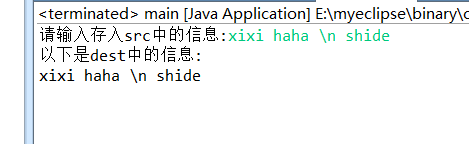 <terminated> main [Java Application] E:\myeclipse\binary\
请输入存入src中的信息:xixi haha \n shide
以下是dest中的信息:
xixi haha \n shide